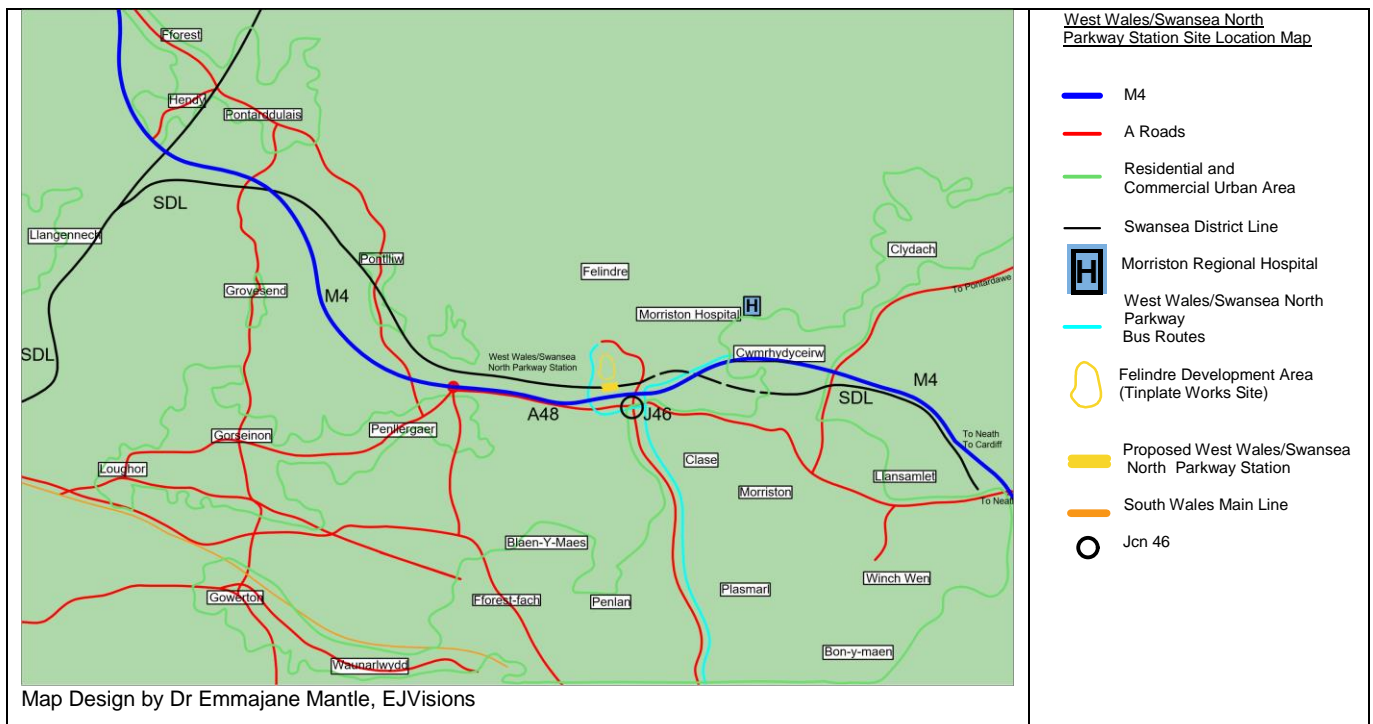 Fforest
Hendy
Pontarddulais
SDL
Llangennech
Pontlliw
Grovesend
M4
SDL
Felindre
Clydach
To Pontardawe
Morriston Hospital
H
West Wales/Swansea
North Parkway Station
Cwmrhydyceirw
M4
SDL
A48
J46
Gorseinon
Penllergaer
Loughor
To Neath
To Cardiff
Clase
Morriston
Llansamlet
To Neath
Blaen-Y-Maes
Winch Wen
Gowerton
Fforest-fach
Penlan
Plasmarl
Bon-y-maen
Waunarlwydd
Map Design by Dr Emmajane Mantle, EJVisions
West Wales/Swansea North
Parkway Station Site Location Map
M4
A Roads
Residential and
Commercial Urban Area
Swansea District Line
H
Morriston Regional Hospital
West Wales/Swansea North
Parkway
Bus Routes
Felindre Development Area
(Tinplate Works Site)
Proposed West Wales/Swansea
North Parkway Station
South Wales Main Line
Jcn 46